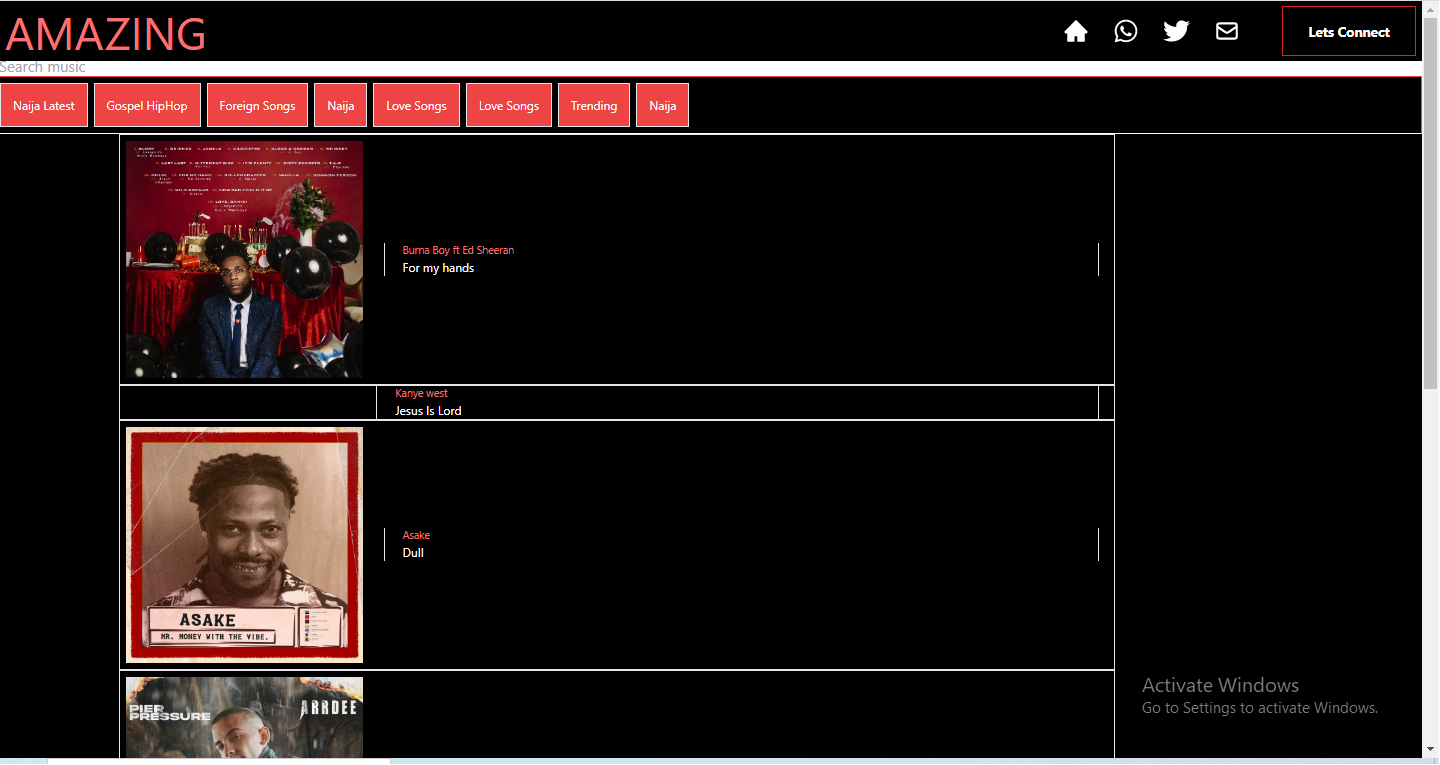 AMAZING
Lets Connect
Search music
Naija Latest
Gospel HipHop
Foreign Songs
Naija
Love Songs
Love Songs
Trending
Naija
Burna Boy ft Ed Sheeran
For my hands
Kanye west
Jesus Is Lord
ASAKE
MR. MONEY WITH THE VIBE.
Asake
Dull
PIER
PRESSURE
ARRDEE
Activate Windows
Go to Settings to activate Windows.